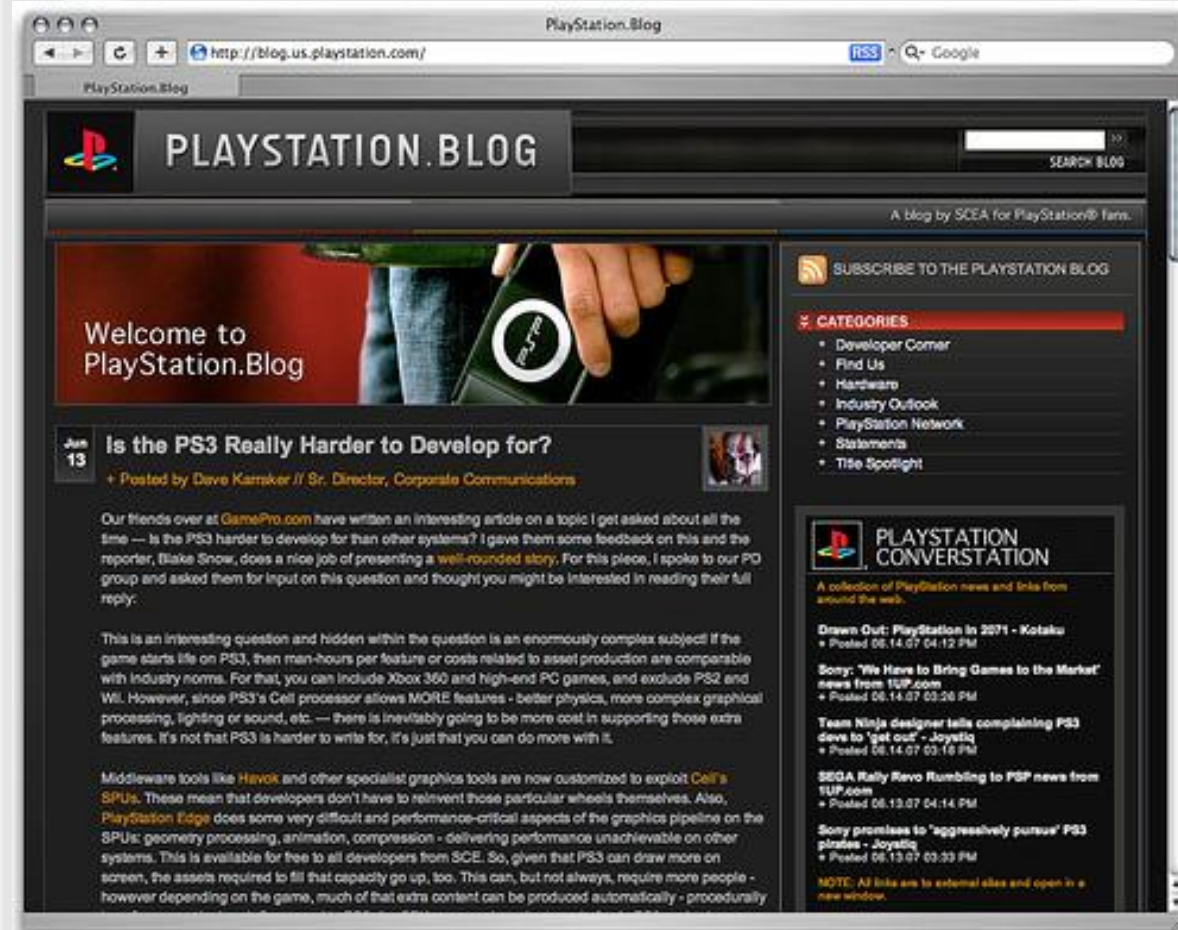 PlayStation.Blog
http://blog.us.playstation.com/
RSS
Google
PlayStation.Blog
PLAYSTATION.BLOG
>>
SEARCH BLOG
A blog by SCEA for PlayStation® fans.
Welcome to
PlayStation.Blog
PSP
Jun
13
Is the PS3 Really Harder to Develop for?
+ Posted by Dave Karraker // Sr. Director, Corporate Communications
Our friends over at GamePro.com have written an interesting article on a topic I get asked about all the
time — is the PS3 harder to develop for than other systems? I gave them some feedback on this and the
reporter, Blake Snow, does a nice job of presenting a well-rounded story. For this piece, I spoke to our PD
group and asked them for input on this question and thought you might be interested in reading their full
reply:
This is an interesting question and hidden within the question is an enormously complex subject! If the
game starts life on PS3, then man-hours per feature or costs related to asset production are comparable
with industry norms. For that, you can include Xbox 360 and high-end PC games, and exclude PS2 and
Wii. However, since PS3's Cell processor allows MORE features - better physics, more complex graphical
processing, lighting or sound, etc. — there is inevitably going to be more cost in supporting those extra
features. It's not that PS3 is harder to write for, it's just that you can do more with it.
Middleware tools like Havok and other specialist graphics tools are now customized to exploit Cell's
SPUs. These mean that developers don't have to reinvent those particular wheels themselves. Also,
PlayStation Edge does some very difficult and performance-critical aspects of the graphics pipeline on the
SPUs: geometry processing, animation, compression - delivering performance unachievable on other
systems. This is available for free to all developers from SCE. So, given that PS3 can draw more on
screen, the assets required to fill that capacity go up, too. This can, but not always, require more people -
however depending on the game, much of that extra content can be produced automatically - procedurally
SUBSCRIBE TO THE PLAYSTATION BLOG
CATEGORIES
+ Developer Corner
+ Find Us
+ Hardware
+ Industry Outlook
+ PlayStation Network
+ Statements
+ Title Spotlight
PLAYSTATION
CONVERSTATION
A collection of PlayStation news and links from
around the web.
Drawn Out: PlayStation in 2071 - Kotaku
+ Posted 06.14.07 04:12 PM
Sony: 'We Have to Bring Games to the Market'
news from 1UP.com
+ Posted 06.14.07 03:26 PM
Team Ninja designer tells complaining PS3
devs to "get out" - Joystiq
+ Posted 06.14.07 03:18 PM
SEGA Rally Revo Rumbling to PSP news from
1UP.com
+ Posted 06.13.07 04:14 PM
Sony promises to "aggressively pursue" PS3
pirates - Joystiq
+ Posted 06.13.07 03:33 PM
NOTE: All links are to external sites and open in a
new window.